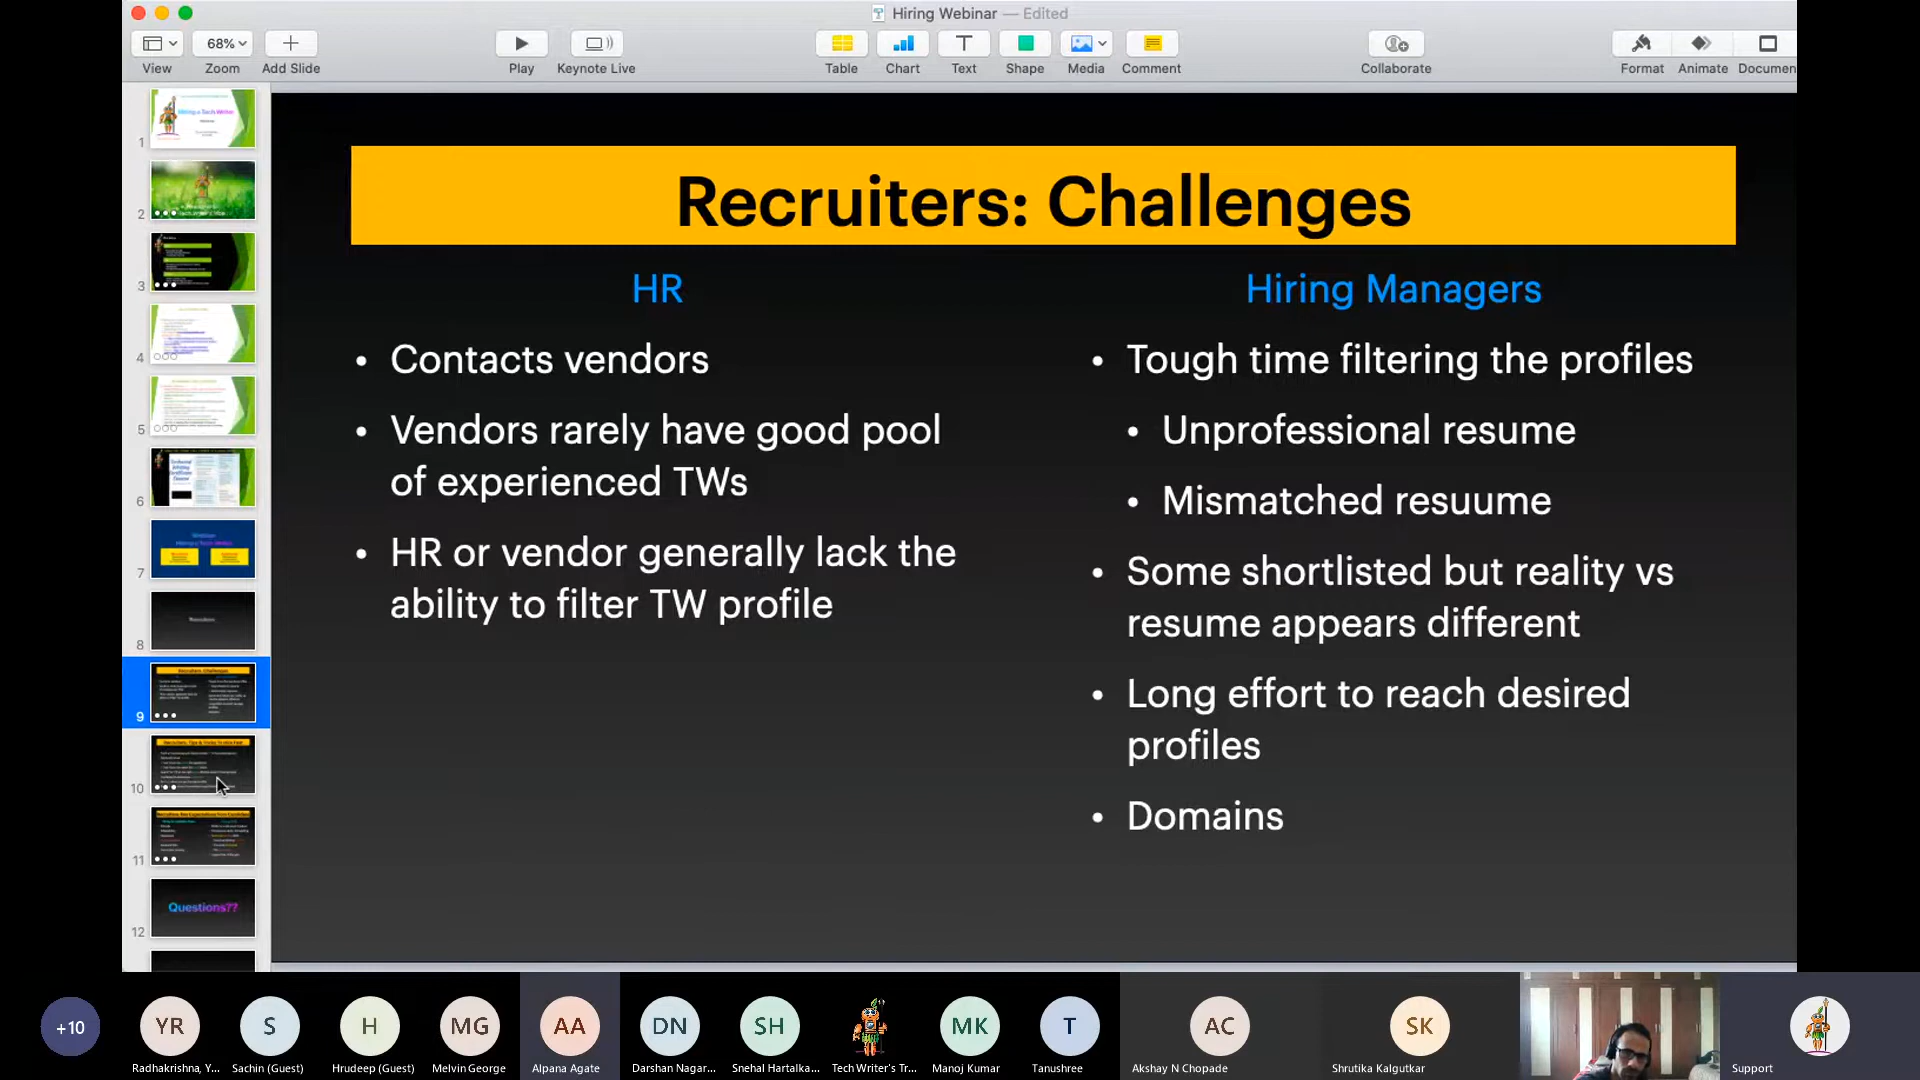 Hiring Webinar — Edited
68%
View
Zoom
Add Slide
Play
Keynote Live
Table
Chart
Text
Shape
Media
Comment
Collaborate
Format
Animate
Documen
1
2
3
4
5
6
7
8
9
10
11
12
Questions??
Recruiters: Challenges
HR
• Contacts vendors
• Vendors rarely have good pool
of experienced TWs
• HR or vendor generally lack the
ability to filter TW profile
Hiring Managers
• Tough time filtering the profiles
• Unprofessional resume
• Mismatched resuume
• Some shortlisted but reality vs
resume appears different
• Long effort to reach desired
profiles
• Domains
+10
YR
S
H
MG
AA
DN
SH
MK
T
AC
SK
Radhakrishna, Y...
Sachin (Guest)
Hrudeep (Guest)
Melvin George
Alpana Agate
Darshan Nagar...
Snehal Hartalka...
Tech Writer's Tr...
Manoj Kumar
Tanushree
Akshay N Chopade
Shrutika Kalgutkar
Support